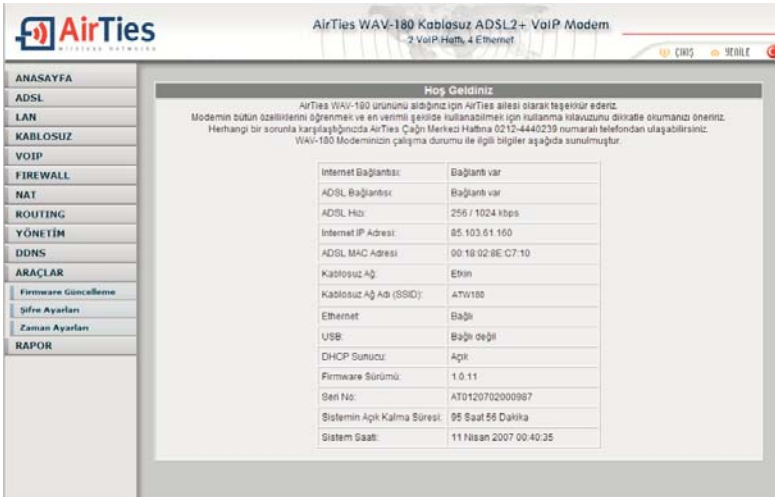 AirTies
wireless networks
AirTies WAV-180 Kablosuz ADSL2+ VoIP Modem
2 VoIP Hattı, 4 Ethernet
ÇIKIŞ YENİLE
ANASAYFA
ADSL
LAN
KABLOSUZ
VOIP
FIREWALL
NAT
ROUTING
YÖNETİM
DDNS
ARAÇLAR
Firmware Güncelleme
Şifre Ayarları
Zaman Ayarları
RAPOR
Hoş Geldiniz
AirTies WAV-180 ürününü aldığınız için AirTies ailesi olarak teşekkür ederiz.
Modemin bütün özelliklerini öğrenmek ve en verimli şekilde kullanabilmek için kullanma kılavuzunu dikkatle okumanızı öneririz.
Herhangi bir sorunla karşılaştığınızda AirTies Çağrı Merkezi Hattına 0212-4440239 numaralı telefondan ulaşabilirsiniz.
WAV-180 Modeminizin çalışma durumu ile ilgili bilgiler aşağıda sunulmuştur.
Internet Bağlantısı: Bağlantı var
ADSL Bağlantısı: Bağlantı var
ADSL Hızı: 256 / 1024 kbps
Internet IP Adresi: 85.103.61.160
ADSL MAC Adresi 00:18:02:8E:C7:10
Kablosuz Ağ: Etkin
Kablosuz Ağ Adı (SSID): ATW180
Ethernet: Bağlı
USB: Bağlı değil
DHCP Sunucu: Açık
Firmware Sürümü: 1.0.11
Seri No: AT0120702000987
Sistemin Açık Kalma Süresi: 95 Saat 56 Dakika
Sistem Saati: 11 Nisan 2007 00:40:35